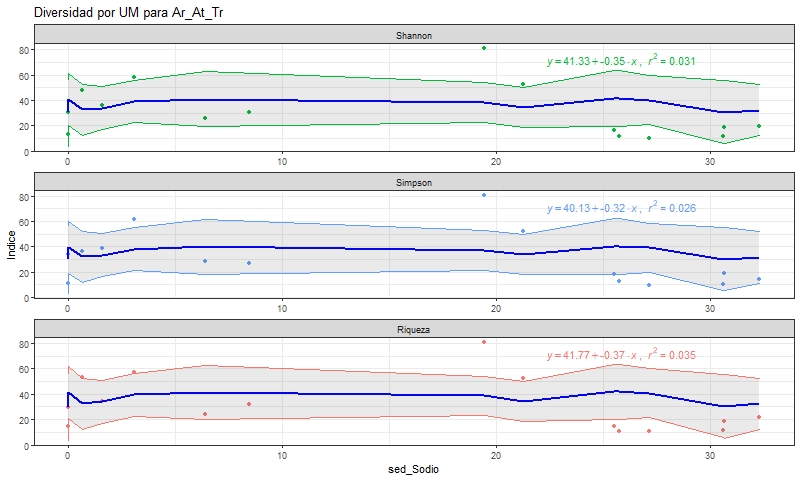 Diversidad por UM para Ar_At_Tr
Shannon
80
60
40
20
0
y = 41.33 + -0.35 · x ,  r² = 0.031
0 10 20 30
Simpson
80
60
40
20
0
y = 40.13 + -0.32 · x ,  r² = 0.026
0 10 20 30
Indice
Riqueza
80
60
40
20
0
y = 41.77 + -0.37 · x ,  r² = 0.035
0 10 20 30
sed_Sodio